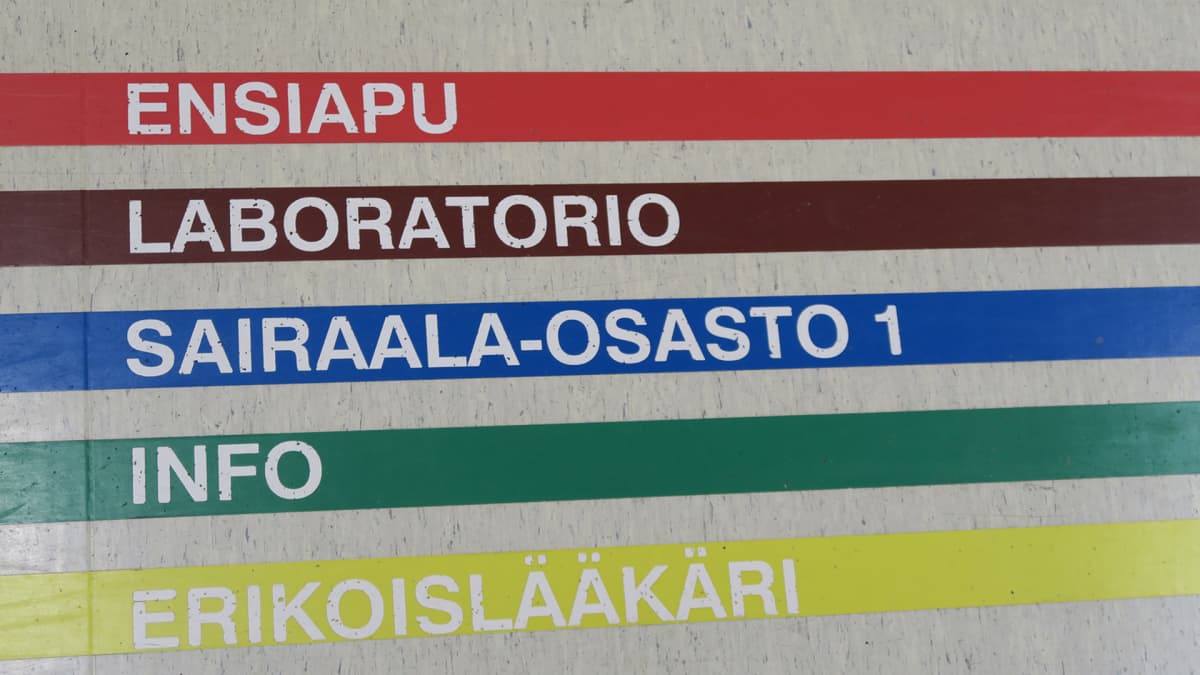 ENSIAPU
LABORATORIO
SAIRAALA-OSASTO 1
INFO
ERIKOISLÄÄKÄRI